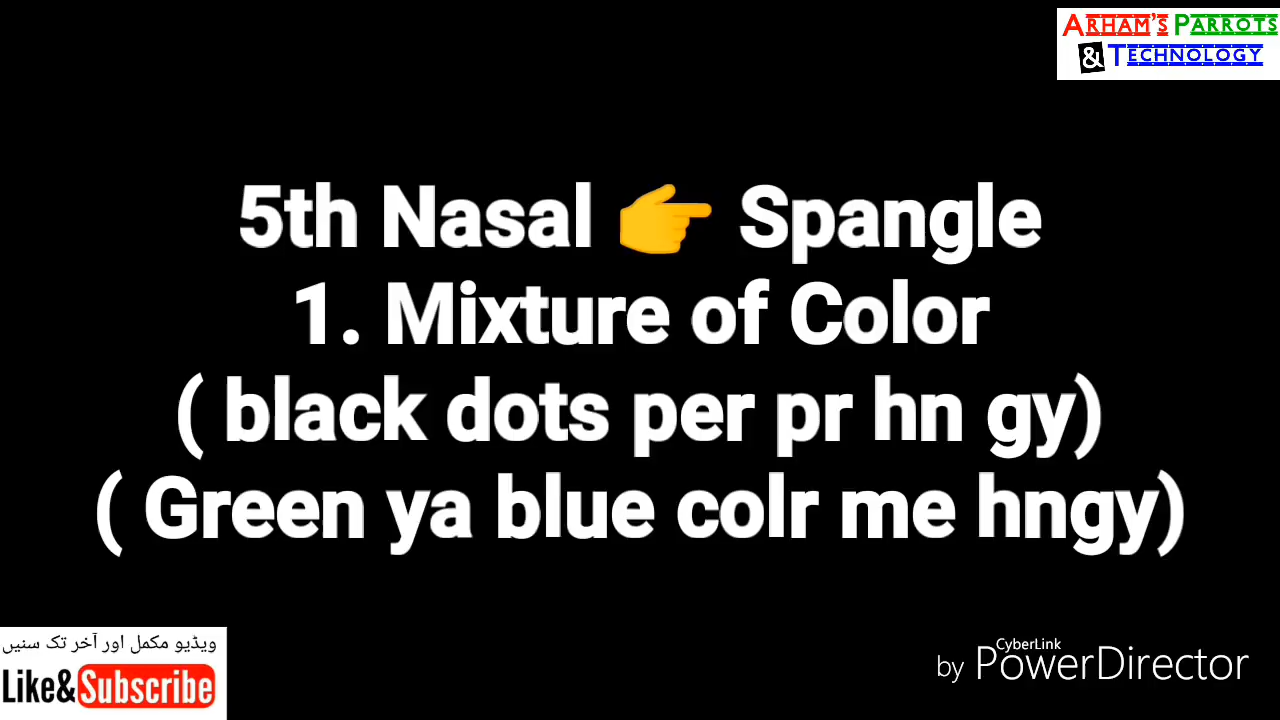 ARHAM'S PARROTS
& TECHNOLOGY
5th Nasal 👉 Spangle
1. Mixture of Color
( black dots per pr hn gy)
( Green ya blue colr me hngy)
ویڈیو مکمل اور آخر تک سنیں
Like& Subscribe
CyberLink
by PowerDirector